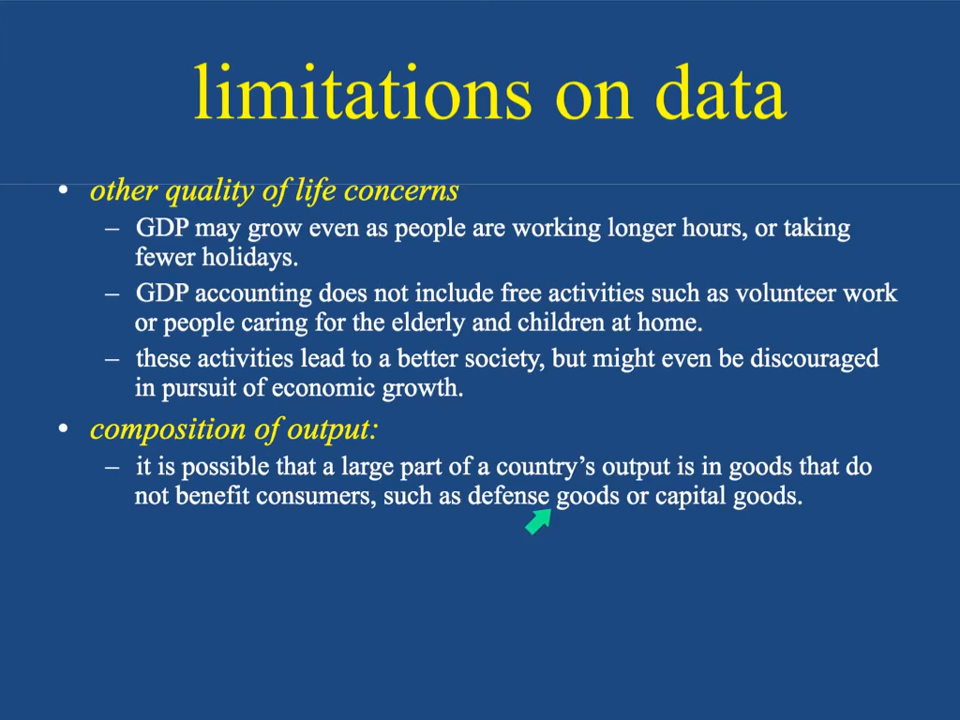 limitations on data
• other quality of life concerns
– GDP may grow even as people are working longer hours, or taking
fewer holidays.
– GDP accounting does not include free activities such as volunteer work
or people caring for the elderly and children at home.
– these activities lead to a better society, but might even be discouraged
in pursuit of economic growth.
• composition of output:
– it is possible that a large part of a country’s output is in goods that do
not benefit consumers, such as defense goods or capital goods.